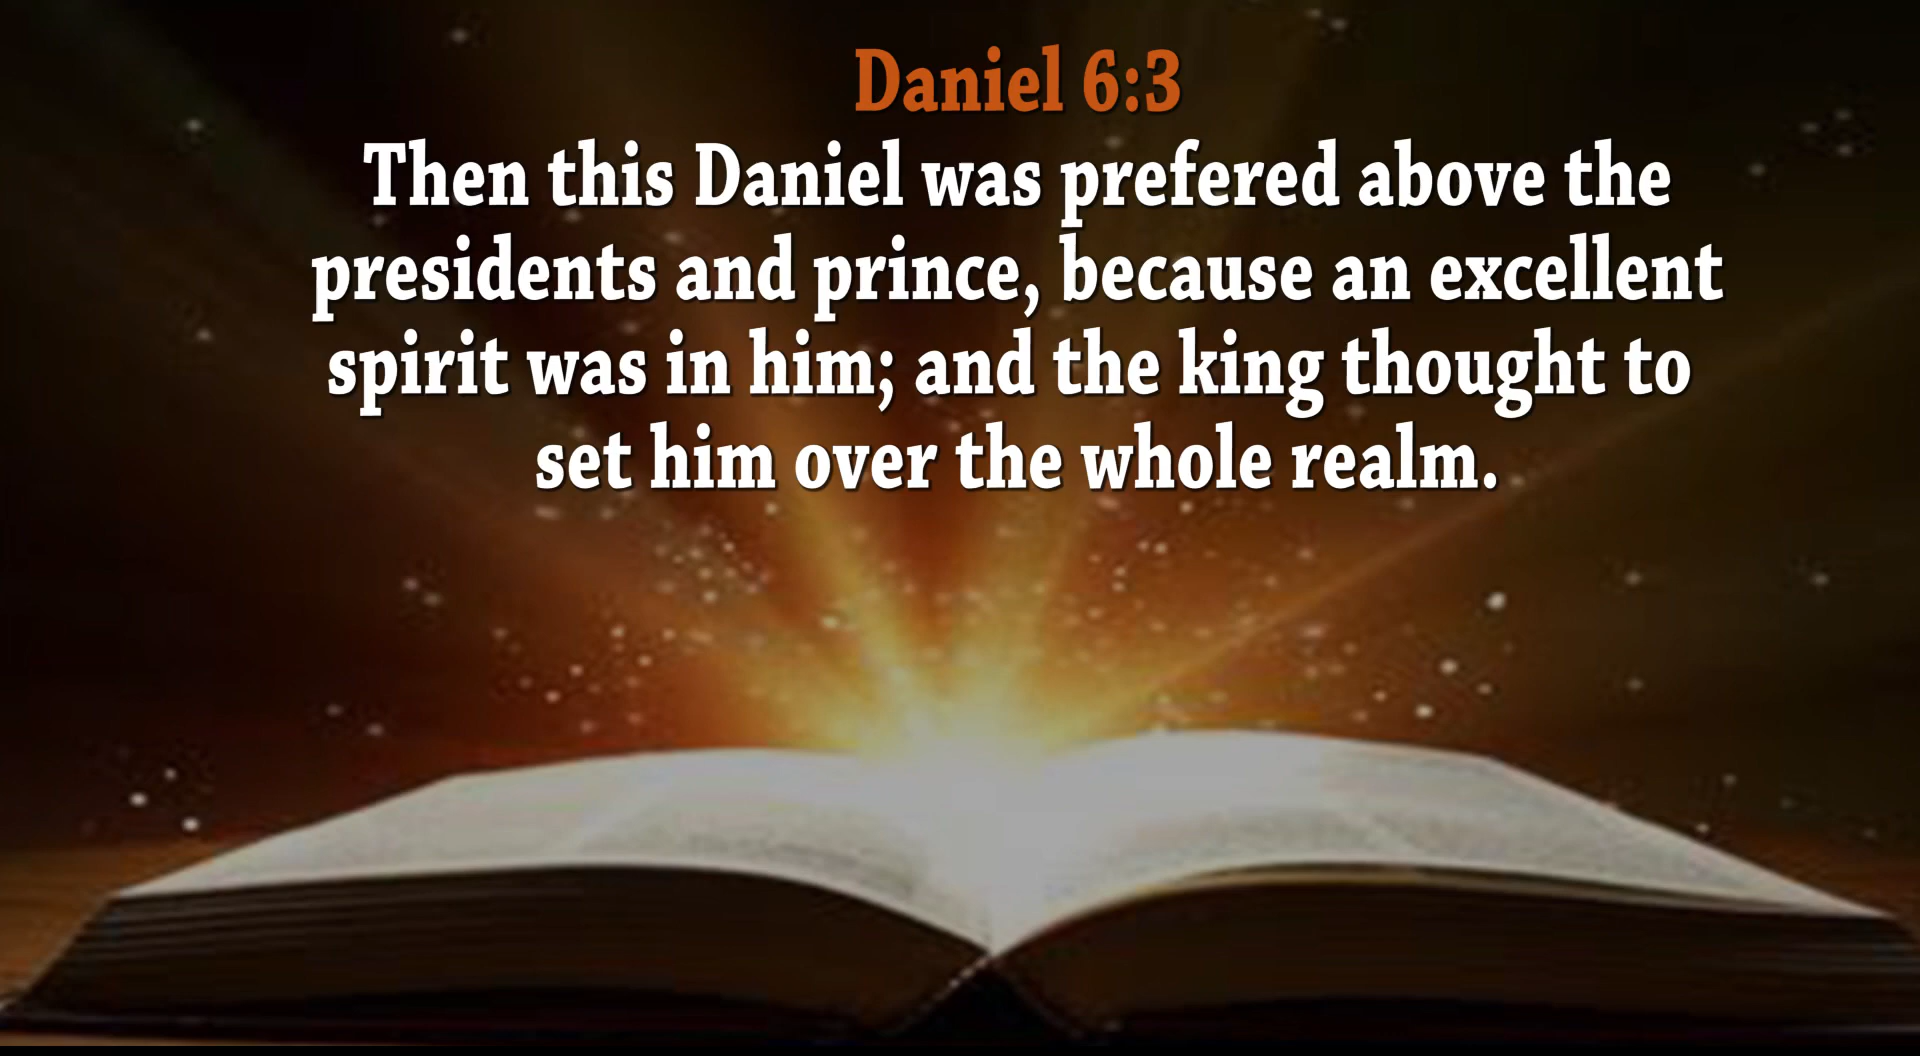 Daniel 6:3
Then this Daniel was prefered above the
presidents and prince, because an excellent
spirit was in him; and the king thought to
set him over the whole realm.